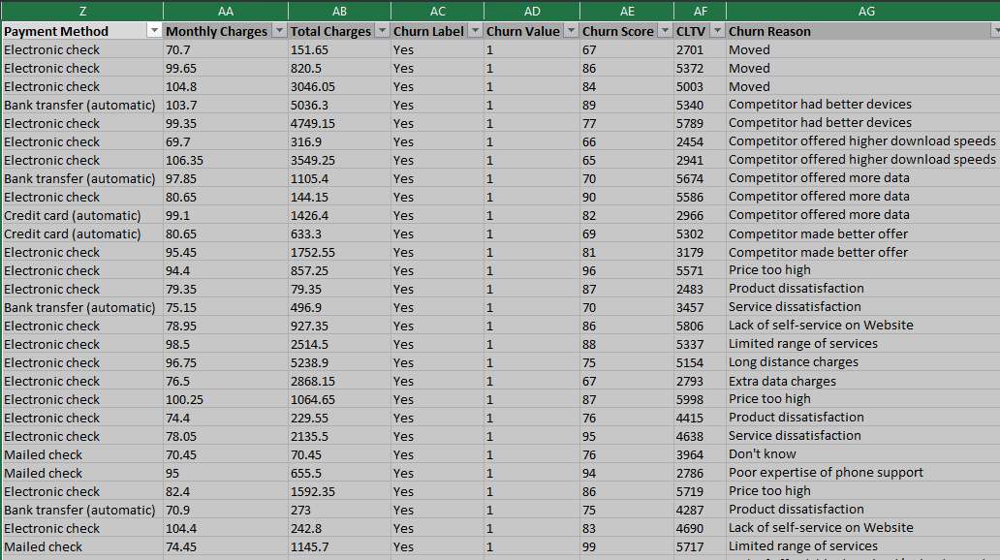 Z AA AB AC AD AE AF AG
Payment Method Monthly Charges Total Charges Churn Label Churn Value Churn Score CLTV Churn Reason
Electronic check 70.7 151.65 Yes 1 67 2701 Moved
Electronic check 99.65 820.5 Yes 1 86 5372 Moved
Electronic check 104.8 3046.05 Yes 1 84 5003 Moved
Bank transfer (automatic) 103.7 5036.3 Yes 1 89 5340 Competitor had better devices
Electronic check 99.35 4749.15 Yes 1 77 5789 Competitor had better devices
Electronic check 69.7 316.9 Yes 1 66 2454 Competitor offered higher download speeds
Electronic check 106.35 3549.25 Yes 1 65 2941 Competitor offered higher download speeds
Bank transfer (automatic) 97.85 1105.4 Yes 1 70 5674 Competitor offered more data
Electronic check 80.65 144.15 Yes 1 90 5586 Competitor offered more data
Credit card (automatic) 99.1 1426.4 Yes 1 82 2966 Competitor offered more data
Credit card (automatic) 80.65 633.3 Yes 1 69 5302 Competitor made better offer
Electronic check 95.45 1752.55 Yes 1 81 3179 Competitor made better offer
Electronic check 94.4 857.25 Yes 1 96 5571 Price too high
Electronic check 79.35 79.35 Yes 1 87 2483 Product dissatisfaction
Bank transfer (automatic) 75.15 496.9 Yes 1 70 3457 Service dissatisfaction
Electronic check 78.95 927.35 Yes 1 86 5806 Lack of self-service on Website
Electronic check 98.5 2514.5 Yes 1 88 5337 Limited range of services
Electronic check 96.75 5238.9 Yes 1 75 5154 Long distance charges
Electronic check 76.5 2868.15 Yes 1 67 2793 Extra data charges
Electronic check 100.25 1064.65 Yes 1 87 5998 Price too high
Electronic check 74.4 229.55 Yes 1 76 4415 Product dissatisfaction
Electronic check 78.05 2135.5 Yes 1 95 4638 Service dissatisfaction
Mailed check 70.45 70.45 Yes 1 76 3964 Don't know
Mailed check 95 655.5 Yes 1 94 2786 Poor expertise of phone support
Electronic check 82.4 1592.35 Yes 1 86 5719 Price too high
Bank transfer (automatic) 70.9 273 Yes 1 75 4287 Product dissatisfaction
Electronic check 104.4 242.8 Yes 1 83 4690 Lack of self-service on Website
Mailed check 74.45 1145.7 Yes 1 99 5717 Limited range of services